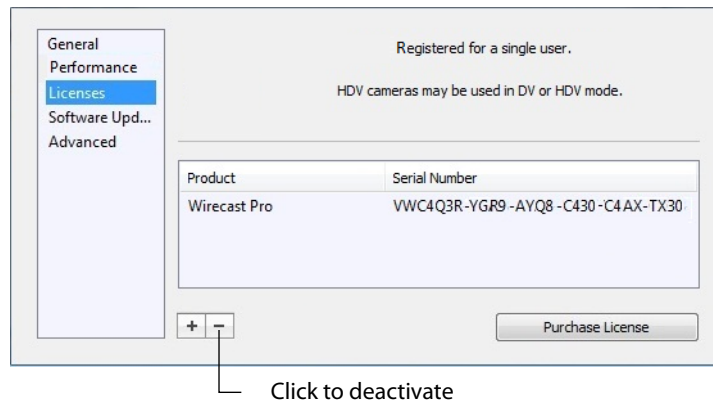 General
Performance
Licenses
Software Upd...
Advanced
Registered for a single user.
HDV cameras may be used in DV or HDV mode.
Product Serial Number
Wirecast Pro VWC4Q3R-YGR9-AYQ8-C430-C4AX-TX30-
+ -
Purchase License
Click to deactivate